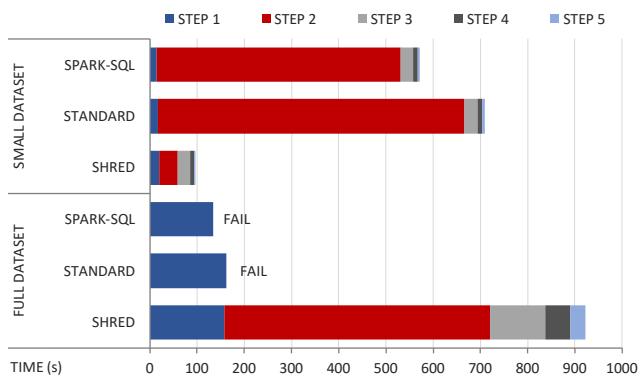 STEP 1 STEP 2 STEP 3 STEP 4 STEP 5
SMALL DATASET
SPARK-SQL
STANDARD
SHRED
FULL DATASET
SPARK-SQL FAIL
STANDARD FAIL
SHRED
TIME (s) 0 100 200 300 400 500 600 700 800 900 1000